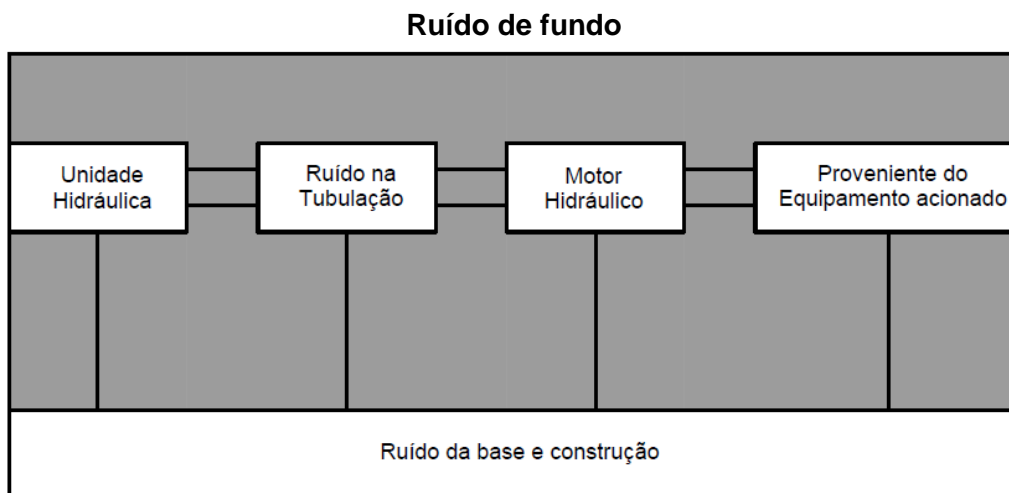 Ruído de fundo
Unidade
Hidráulica
Ruído na
Tubulação
Motor
Hidráulico
Proveniente do
Equipamento acionado
Ruído da base e construção